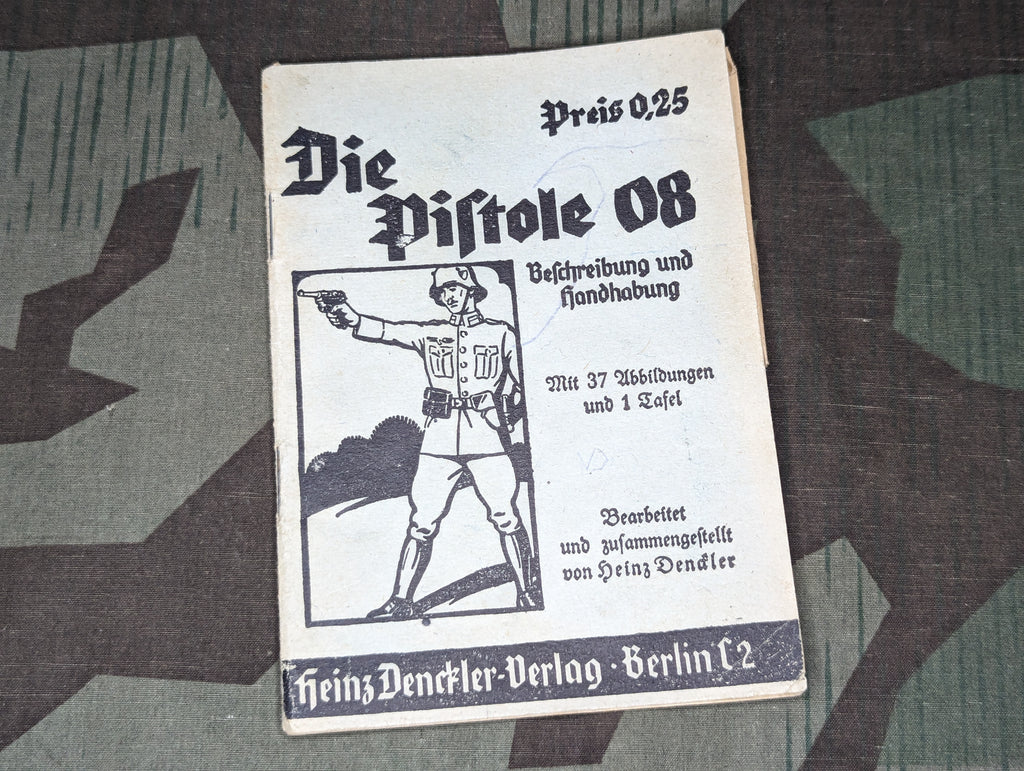 Preis 0,25
Die
Piſtole 08
Beſchreibung und
Handhabung
Mit 37 Abbildungen
und 1 Tafel
Bearbeitet
und zuſammengeſtellt
von Heinz Denckler
Heinz Denckler-Verlag · Berlin C 2